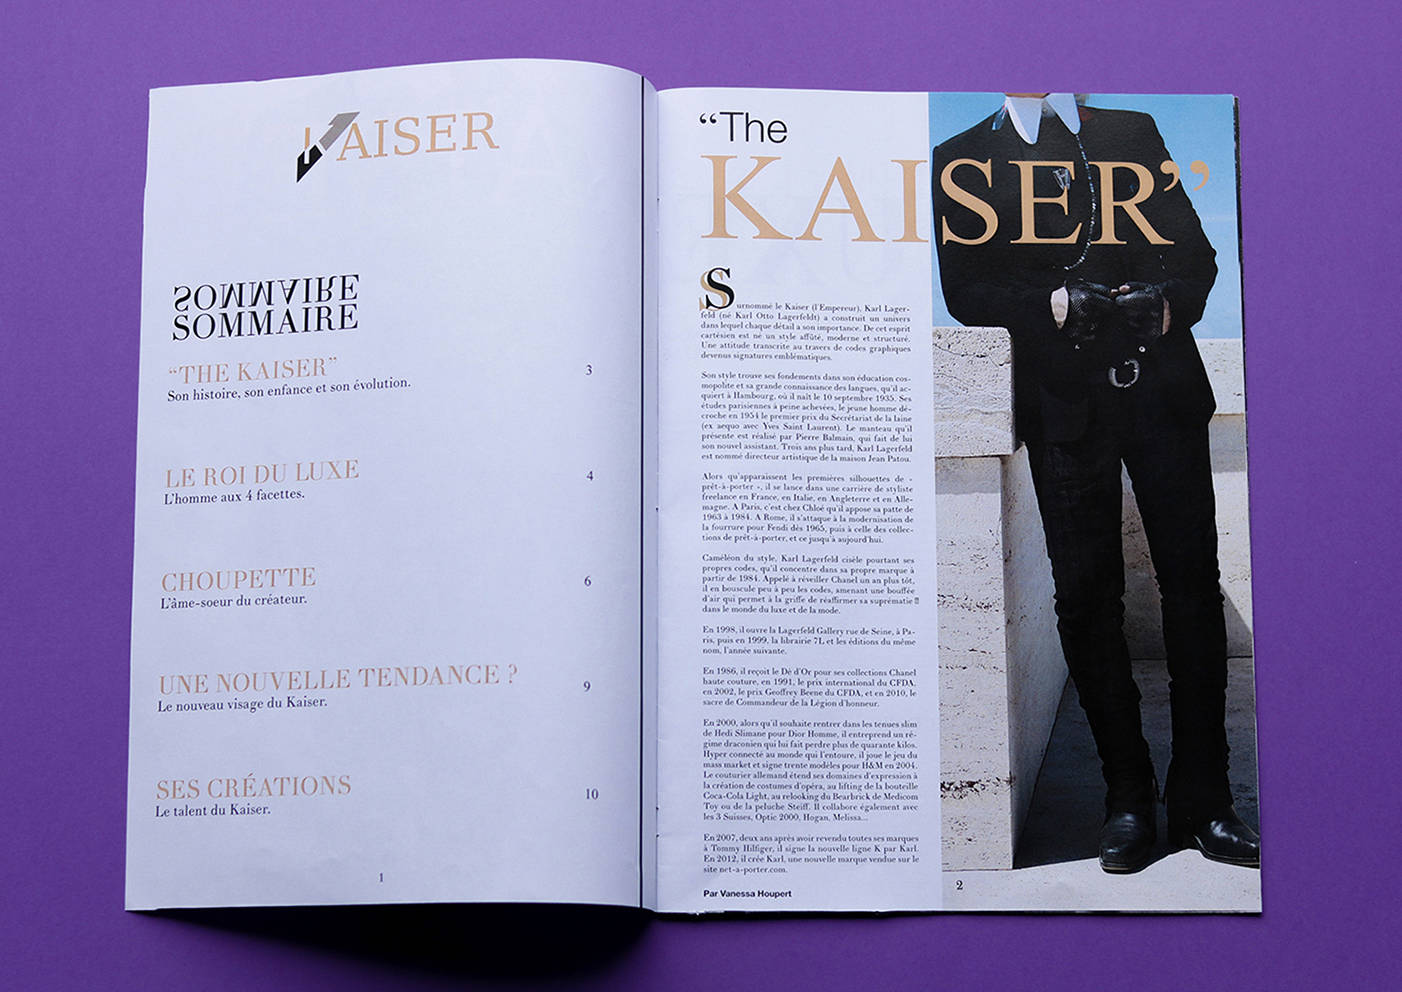 KAISER
SOMMAIRE
SOMMAIRE
“THE KAISER”
Son histoire, son enfance et son évolution.
3
LE ROI DU LUXE
L’homme aux 4 facettes.
4
CHOUPETTE
L’âme-soeur du créateur.
6
UNE NOUVELLE TENDANCE ?
Le nouveau visage du Kaiser.
9
SES CRÉATIONS
Le talent du Kaiser.
10
1
“The
KAISER”
Surnommé le Kaiser (l’Empereur), Karl Lager-
feld (né Karl Otto Lagerfeldt) a construit un univers
dans lequel chaque détail a son importance. De cet esprit
cartésien est né un style affûté, moderne et structuré.
Une attitude transcrite au travers de codes graphiques
devenus signatures emblématiques.
Son style trouve ses fondements dans son éducation cos-
mopolite et sa grande connaissance des langues, qu’il ac-
quiert à Hambourg, où il naît le 10 septembre 1935. Ses
études parisiennes à peine achevées, le jeune homme dé-
croche en 1954 le premier prix du Secrétariat de la laine
(ex aequo avec Yves Saint Laurent). Le manteau qu’il
présente est réalisé par Pierre Balmain, qui fait de lui
son nouvel assistant. Trois ans plus tard, Karl Lagerfeld
est nommé directeur artistique de la maison Jean Patou.
Alors qu’apparaissent les premières silhouettes de «
prêt-à-porter », il se lance dans une carrière de styliste
freelance en France, en Italie, en Angleterre et en Alle-
magne. A Paris, c’est chez Chloé qu’il appose sa patte de
1963 à 1984. A Rome, il s’attaque à la modernisation de
la fourrure pour Fendi dès 1965, puis à celle des collec-
tions de prêt-à-porter, et ce jusqu’à aujourd’hui.
Caméléon du style, Karl Lagerfeld cisèle pourtant ses
propres codes, qu’il concentre dans sa propre marque à
partir de 1984. Appelé à réveiller Chanel un an plus tôt,
il en bouscule peu à peu les codes, amenant une bouffée
d’air qui permet à la griffe de réaffirmer sa suprématie
dans le monde du luxe et de la mode.
En 1998, il ouvre la Lagerfeld Gallery rue de Seine, à Pa-
ris, puis en 1999, la librairie 7L et les éditions du même
nom, l’année suivante.
En 1986, il reçoit le Dé d’Or pour ses collections Chanel
haute couture, en 1991, le prix international du CFDA,
en 2002, le prix Geoffrey Beene du CFDA, et en 2010, le
sacre de Commandeur de la Légion d’honneur.
En 2000, alors qu’il souhaite rentrer dans les tenues slim
de Hedi Slimane pour Dior Homme, il entreprend un ré-
gime draconien qui lui fait perdre plus de quarante kilos.
Hyper connecté au monde qui l’entoure, il joue le jeu du
mass market et signe trente modèles pour H&M en 2004.
Le couturier allemand étend ses domaines d’expression à
la création de costumes d’opéra, au lifting de la bouteille
Coca-Cola Light, au relooking du Bearbrick de Medicom
Toy ou de la peluche Steiff. Il collabore également avec
les 3 Suisses, Optic 2000, Hogan, Melissa...
En 2007, deux ans après avoir revendu toutes ses marques
à Tommy Hilfiger, il signe la nouvelle ligne K par Karl.
En 2012, il crée Karl, une nouvelle marque vendue sur le
site net-a-porter.com.
Par Vanessa Houpert
2